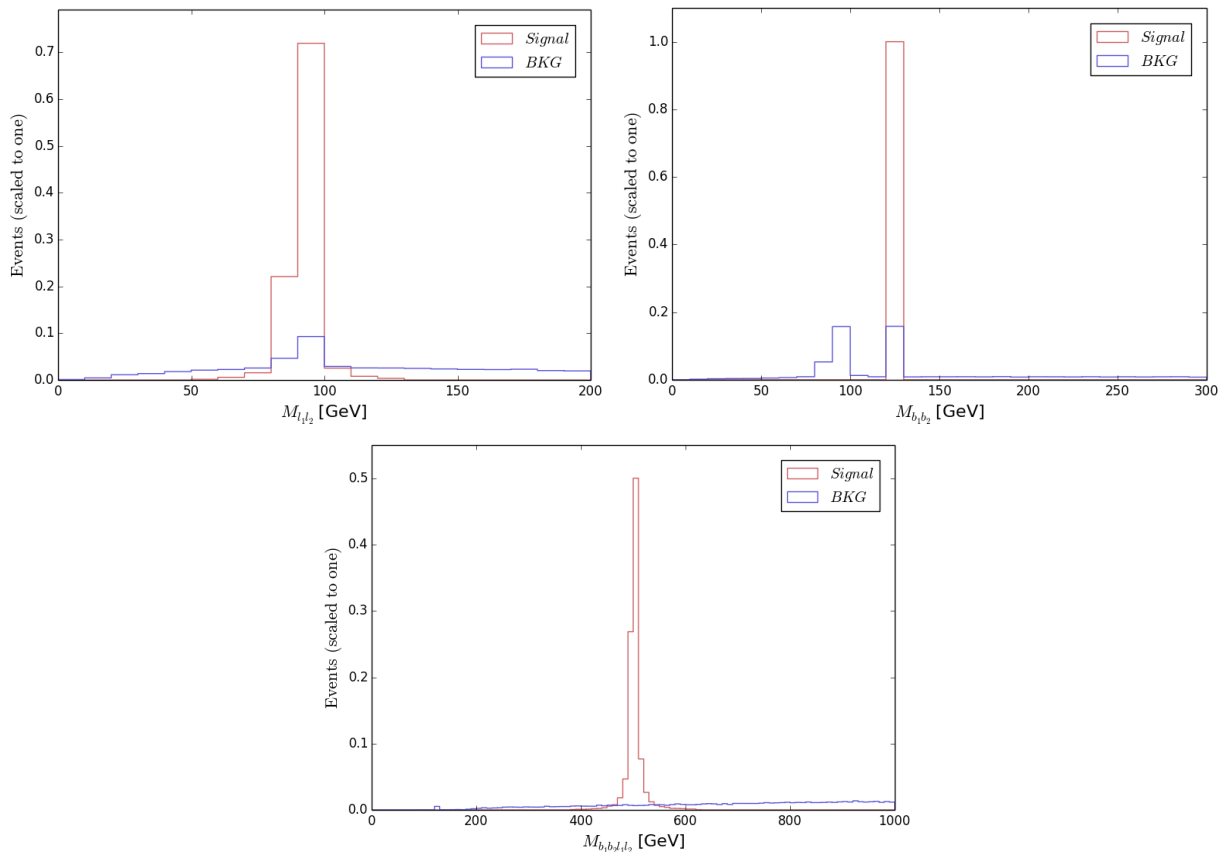 Events (scaled to one)
0.7
0.6
0.5
0.4
0.3
0.2
0.1
0.0
0 50 100 150 200
M_{l_1l_2} [GeV]
Signal
BKG
Events (scaled to one)
1.0
0.8
0.6
0.4
0.2
0.0
0 50 100 150 200 250 300
M_{b_1b_2} [GeV]
Signal
BKG
Events (scaled to one)
0.5
0.4
0.3
0.2
0.1
0.0
0 200 400 600 800 1000
M_{b_1b_2l_1l_2} [GeV]
Signal
BKG